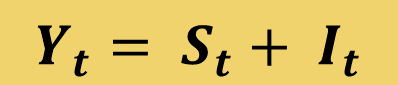 Yₜ = Sₜ + Iₜ